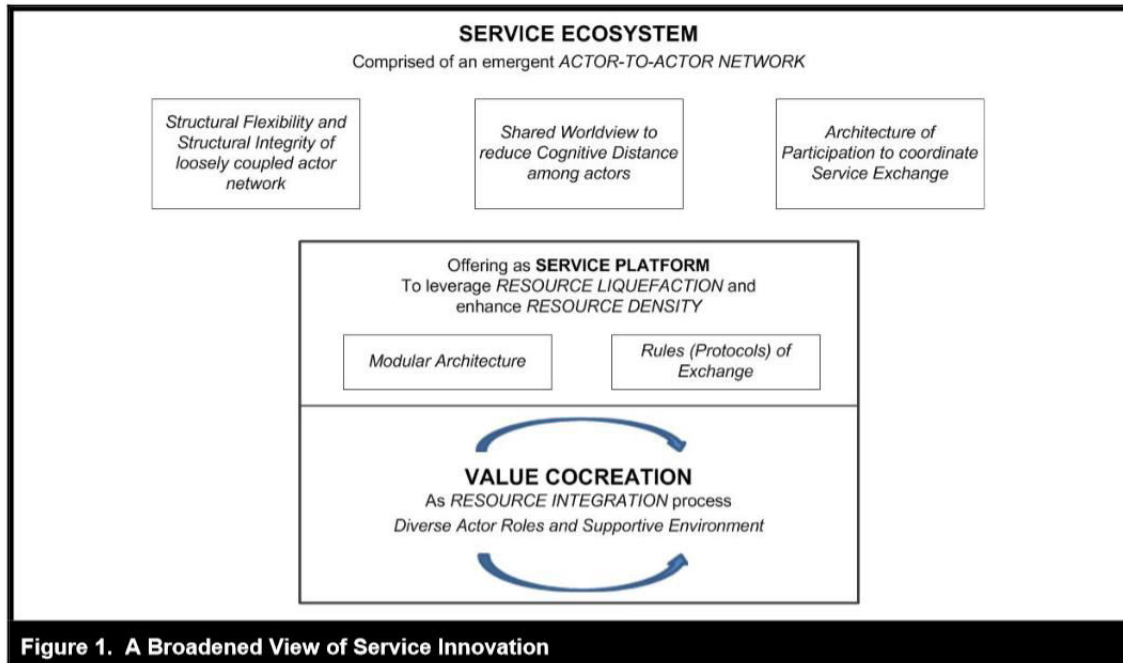 SERVICE ECOSYSTEM
Comprised of an emergent ACTOR-TO-ACTOR NETWORK
Structural Flexibility and
Structural Integrity of
loosely coupled actor
network
Shared Worldview to
reduce Cognitive Distance
among actors
Architecture of
Participation to coordinate
Service Exchange
Offering as SERVICE PLATFORM
To leverage RESOURCE LIQUEFACTION and
enhance RESOURCE DENSITY
Modular Architecture
Rules (Protocols) of
Exchange
VALUE COCREATION
As RESOURCE INTEGRATION process
Diverse Actor Roles and Supportive Environment
Figure 1. A Broadened View of Service Innovation